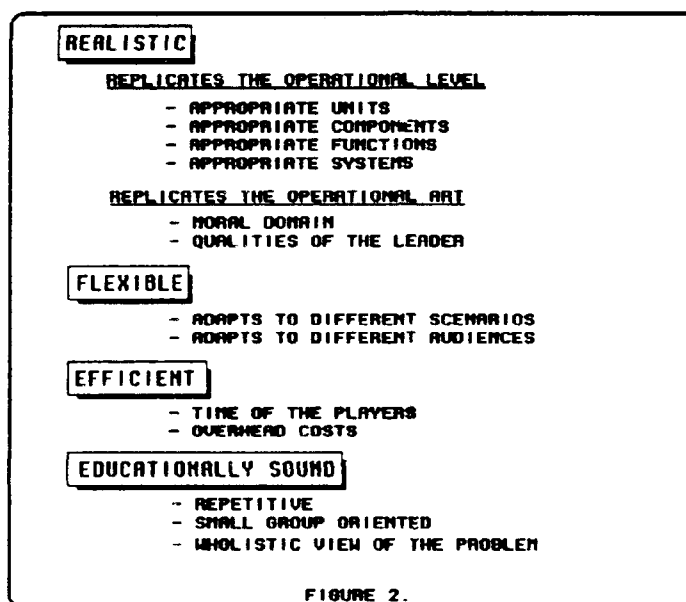 REALISTIC
REPLICATES THE OPERATIONAL LEVEL
- APPROPRIATE UNITS
- APPROPRIATE COMPONENTS
- APPROPRIATE FUNCTIONS
- APPROPRIATE SYSTEMS
REPLICATES THE OPERATIONAL ART
- MORAL DOMAIN
- QUALITIES OF THE LEADER
FLEXIBLE
- ADAPTS TO DIFFERENT SCENARIOS
- ADAPTS TO DIFFERENT AUDIENCES
EFFICIENT
- TIME OF THE PLAYERS
- OVERHEAD COSTS
EDUCATIONALLY SOUND
- REPETITIVE
- SMALL GROUP ORIENTED
- WHOLISTIC VIEW OF THE PROBLEM
FIGURE 2.